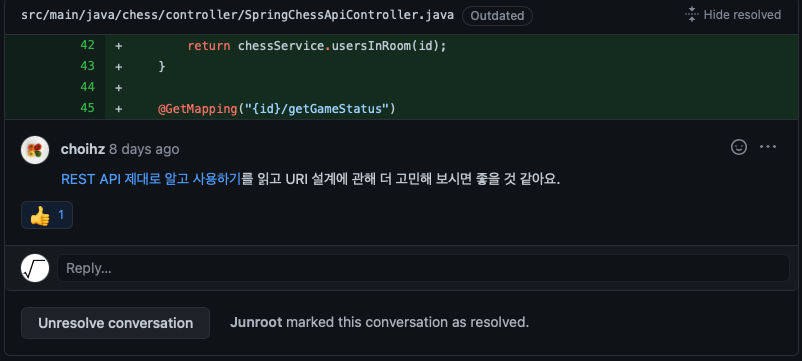 src/main/java/chess/controller/SpringChessApiController.java Outdated Hide resolved
42 + return chessService.usersInRoom(id);
43 + }
44 +
45 + @GetMapping("{id}/getGameStatus")
choihz 8 days ago
REST API 제대로 알고 사용하기를 읽고 URI 설계에 관해 더 고민해 보시면 좋을 것 같아요.
👍 1
Reply...
Unresolve conversation Junroot marked this conversation as resolved.